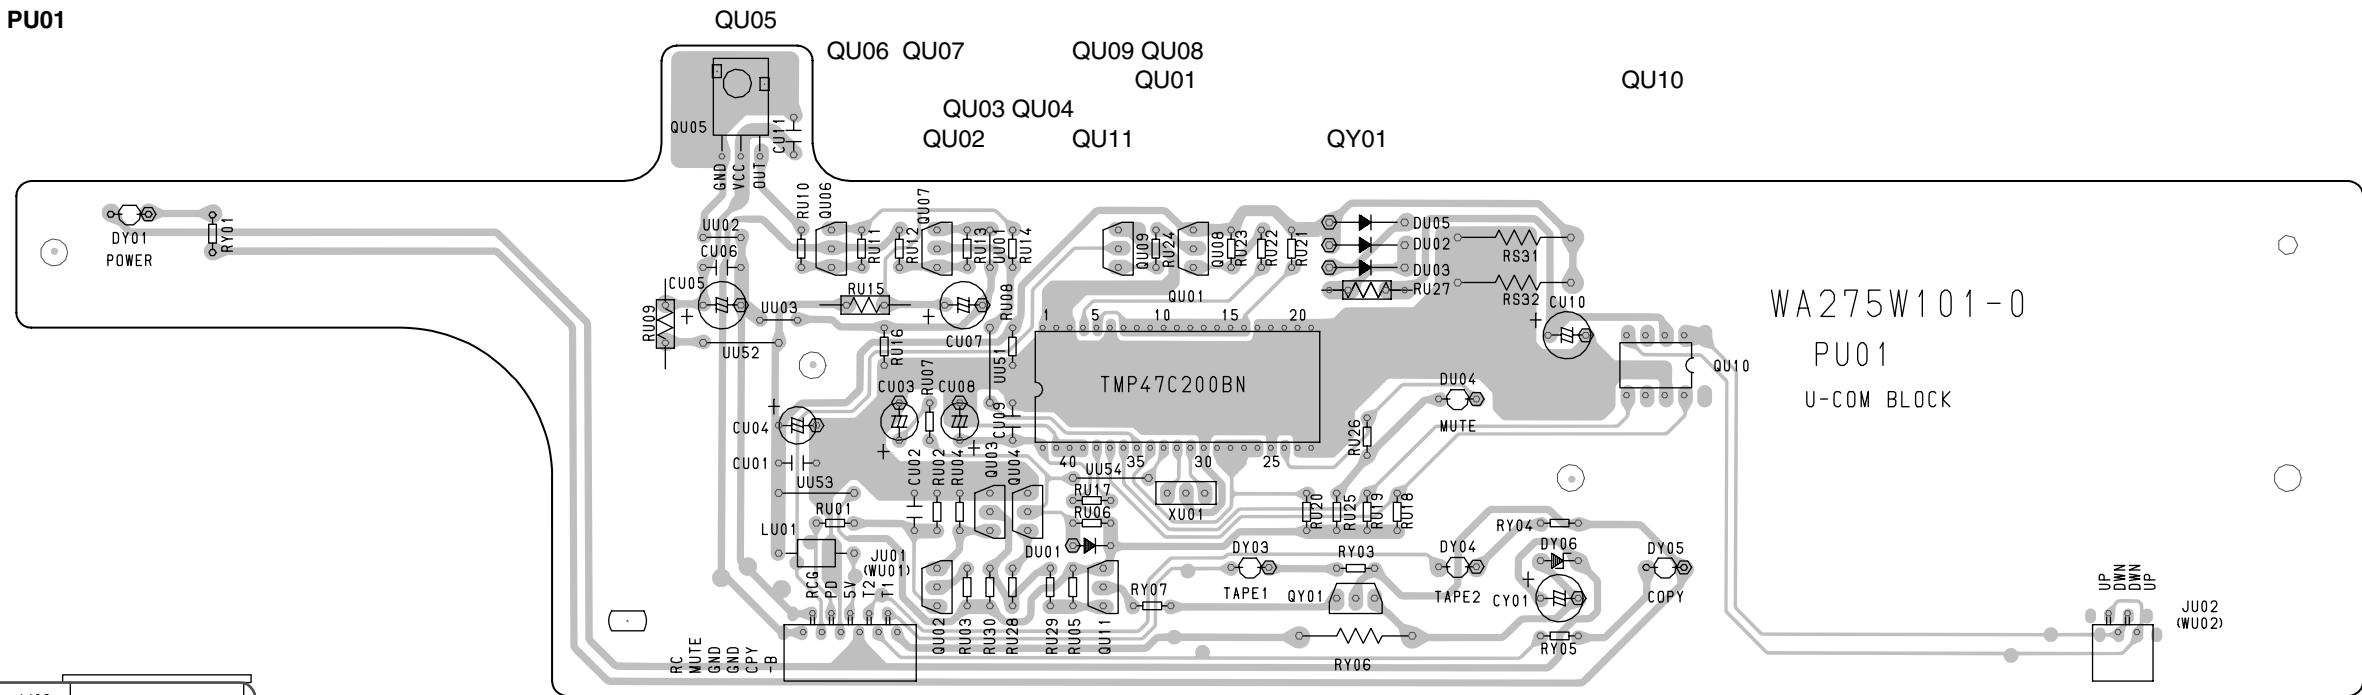 PU01
QU05
QU06 QU07
QU09 QU08
QU01
QU10
QU03 QU04
QU02
QU11
QY01
QU05
CU11
GND
VCC
OUT
DY01
POWER
RY01
UU02
CU06
CU05
RU09
UU03
UU52
RU10
QU06
RU11
RU12
QU07
RU13
UU01
RU14
RU15
CU07
RU08
RU16
UU51
QU09
RU24
QU08
RU23
RU22
RU21
QU01
DU05
DU02
DU03
RU27
RS31
RS32
CU10
1 5 10 15 20
TMP47C200BN
40 35 30 25
WA275W101-0
PU01
U-COM BLOCK
QU10
CU03
RU07
CU08
CU09
CU04
CU01
UU53
CU02
RU02
RU04
QU03
QU04
UU54
RU17
RU06
DU01
XU01
RU26
DU04
MUTE
RU20
RU25
RU19
RU18
RU01
LU01
JU01
(WU01)
RCG
PD
5V
T2
T1
RC
MUTE
GND
GND
CPY
-B
QU02
RU03
RU30
RU28
RU29
RU05
QU11
RY07
DY03
TAPE1
RY03
QY01
RY06
DY04
TAPE2
RY04
DY06
CY01
RY05
DY05
COPY
UP
DWN
DWN
UP
JU02
(WU02)